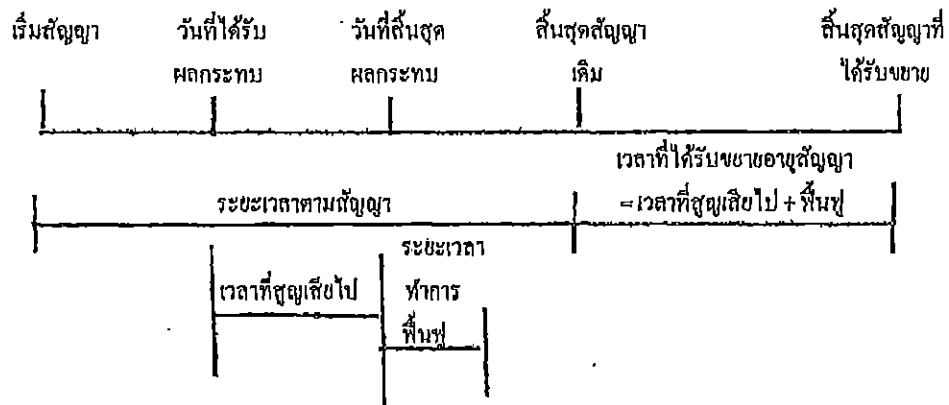 เริ่มสัญญา วันที่ได้รับ วันที่สิ้นสุด สิ้นสุดสัญญา สิ้นสุดสัญญาที่
ผลกระทบ ผลกระทบ เดิม ได้รับขยาย
เวลาที่ได้รับขยายอายุสัญญา
ระยะเวลาตามสัญญา =เวลาที่สูญเสียไป + ฟื้นฟู
ระยะเวลา
เวลาที่สูญเสียไป ทำการ
ฟื้นฟู